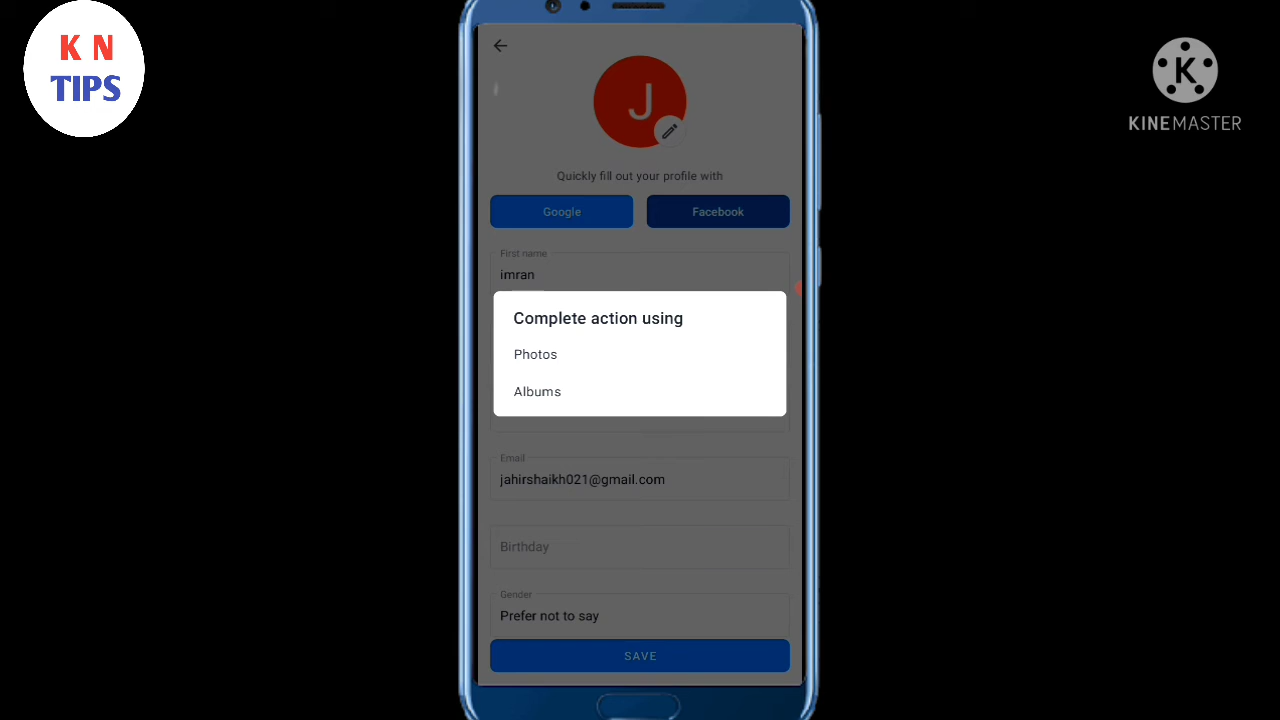 K N
TIPS
K
KINEMASTER
J
Quickly fill out your profile with
Google
Facebook
First name
imran
Complete action using
Photos
Albums
Email
jahirshaikh021@gmail.com
Birthday
Gender
Prefer not to say
SAVE